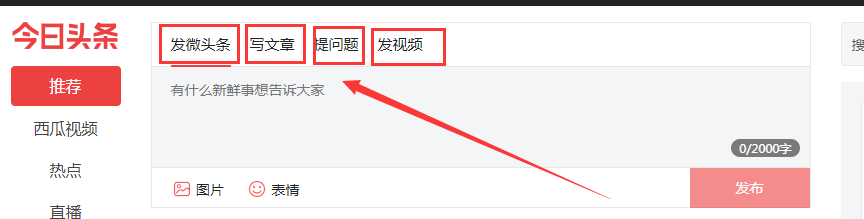 今日头条
发微头条 写文章 提问题 发视频
搜
推荐
有什么新鲜事想告诉大家
西瓜视频
0/2000字
热点
图片 表情 发布
直播